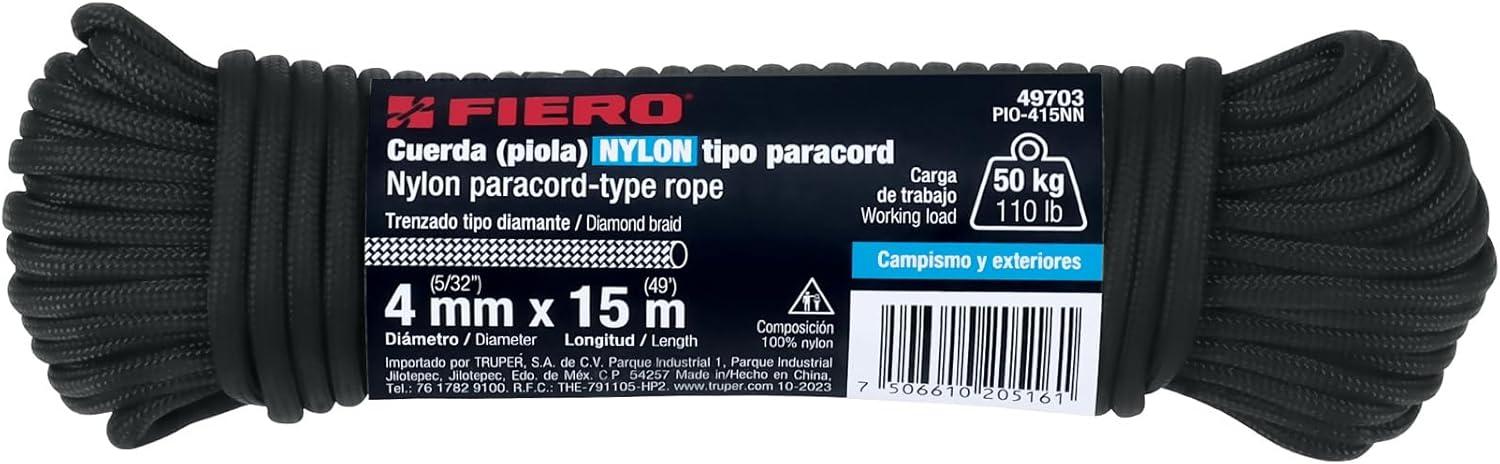 FIERO®
Cuerda (piola) NYLON tipo paracord
Nylon paracord-type rope
Trenzado tipo diamante / Diamond braid
(5/32") (49')
4 mm x 15 m
Diámetro / Diameter Longitud / Length
Importado por TRUPER, S.A. de C.V. Parque Industrial 1, Parque Industrial
Jilotepec, Jilotepec, Edo. de Méx. C.P. 54257 Made in/Hecho en China,
Tel.: 76 1782 9100. R.F.C.: THE-791105-HP2. www.truper.com 10-2023
49703
PIO-415NN
Carga
de trabajo
Working load
50 kg
110 lb
Campismo y exteriores
Composición
100% nylon
7 506610 205161